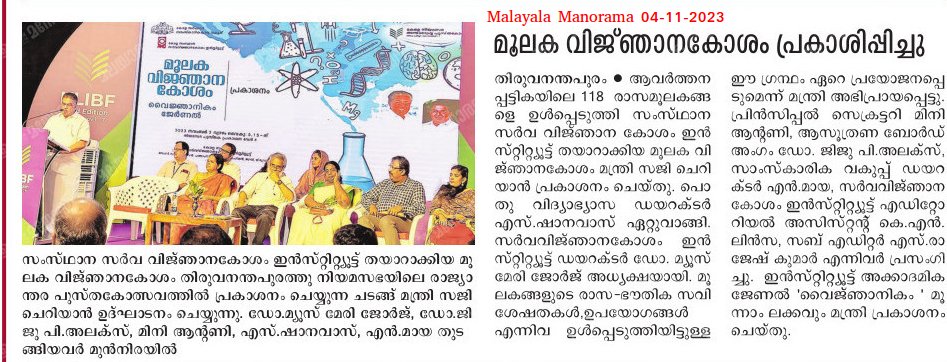 Malayala Manorama 04-11-2023
മൂലക വിജ്ഞാനകോശം പ്രകാശിപ്പിച്ചു
LIBF
Edition
മൂലക
വിജ്ഞാന
കോശം
പ്രകാശനം
വൈജ്ഞാനികം
ജേർണൽ
Mg
സംസ്ഥാന സർവ വിജ്ഞാനകോശം ഇൻസ്റ്റിറ്റ്യൂട്ട് തയാറാക്കിയ മൂ
ലക വിജ്ഞാനകോശം തിരുവനന്തപുരത്തു നിയമസഭയിലെ രാജ്യാ
ന്തര പുസ്തകോത്സവത്തിൽ പ്രകാശനം ചെയ്യുന്ന ചടങ്ങ് മന്ത്രി സജി
ചെറിയാൻ ഉദ്ഘാടനം ചെയ്യുന്നു. ഡോ.മ്യൂസ് മേരി ജോർജ്, ഡോ.ജി
ജു പി.അലക്സ്, മിനി ആന്റണി, എസ്.ഷാനവാസ്, എൻ.മായ തുട
ങ്ങിയവർ മുൻനിരയിൽ
തിരുവനന്തപുരം ● ആവർത്തന
പ്പട്ടികയിലെ 118 രാസമൂലകങ്ങ
ളെ ഉൾപ്പെടുത്തി സംസ്ഥാന
സർവ വിജ്ഞാന കോശം ഇൻ
സ്റ്റിറ്റ്യൂട്ട് തയാറാക്കിയ മൂലക വി
ജ്ഞാനകോശം മന്ത്രി സജി ചെറി
യാൻ പ്രകാശനം ചെയ്തു. പൊ
തു വിദ്യാഭ്യാസ ഡയറക്ടർ
എസ്.ഷാനവാസ് ഏറ്റുവാങ്ങി.
സർവവിജ്ഞാനകോശം ഇൻ
സ്റ്റിറ്റ്യൂട്ട് ഡയറക്ടർ ഡോ. മ്യൂസ്
മേരി ജോർജ് അധ്യക്ഷയായി. മൂ
ലകങ്ങളുടെ രാസ-ഭൗതിക സവി
ശേഷതകൾ,ഉപയോഗങ്ങൾ
എന്നിവ ഉൾപ്പെടുത്തിയിട്ടുള്ള
ഈ ഗ്രന്ഥം ഏറെ പ്രയോജനപ്പെ
ടുമെന്ന് മന്ത്രി അഭിപ്രായപ്പെട്ടു.
പ്രിൻസിപ്പൽ സെക്രട്ടറി മിനി
ആന്റണി, ആസൂത്രണ ബോർഡ്
അംഗം ഡോ. ജിജു പി.അലക്സ്,
സാംസ്കാരിക വകുപ്പ് ഡയറ
ക്ടർ എൻ.മായ, സർവവിജ്ഞാന
കോശം ഇൻസ്റ്റിറ്റ്യൂട്ട് എഡിറ്റോ
റിയൽ അസിസ്റ്റന്റ് കെ.എൻ.
ലിൻസ, സബ് എഡിറ്റർ എസ്.രാ
ജേഷ് കുമാർ എന്നിവർ പ്രസംഗി
ച്ചു. ഇൻസ്റ്റിറ്റ്യൂട്ട് അക്കാദമിക
ജേണൽ 'വൈജ്ഞാനികം ' മൂ
ന്നാം ലക്കവും മന്ത്രി പ്രകാശനം
ചെയ്തു.